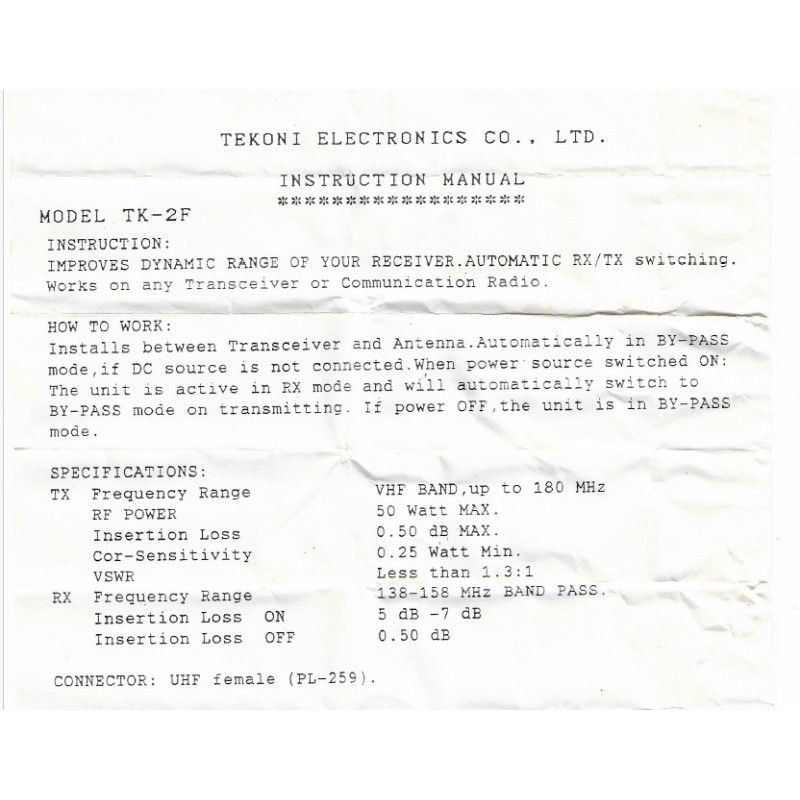 TEKONI ELECTRONICS CO., LTD.
INSTRUCTION MANUAL
******************
MODEL TK-2F
INSTRUCTION:
IMPROVES DYNAMIC RANGE OF YOUR RECEIVER.AUTOMATIC RX/TX switching.
Works on any Transceiver or Communication Radio.
HOW TO WORK:
Installs between Transceiver and Antenna.Automatically in BY-PASS
mode,if DC source is not connected.When power source switched ON:
The unit is active in RX mode and will automatically switch to
BY-PASS mode on transmitting. If power OFF,the unit is in BY-PASS
mode.
SPECIFICATIONS:
TX Frequency Range VHF BAND,up to 180 MHz
RF POWER 50 Watt MAX.
Insertion Loss 0.50 dB MAX.
Cor-Sensitivity 0.25 Watt Min.
VSWR Less than 1.3:1
RX Frequency Range 138-158 MHz BAND PASS.
Insertion Loss ON 5 dB -7 dB
Insertion Loss OFF 0.50 dB
CONNECTOR: UHF female (PL-259).